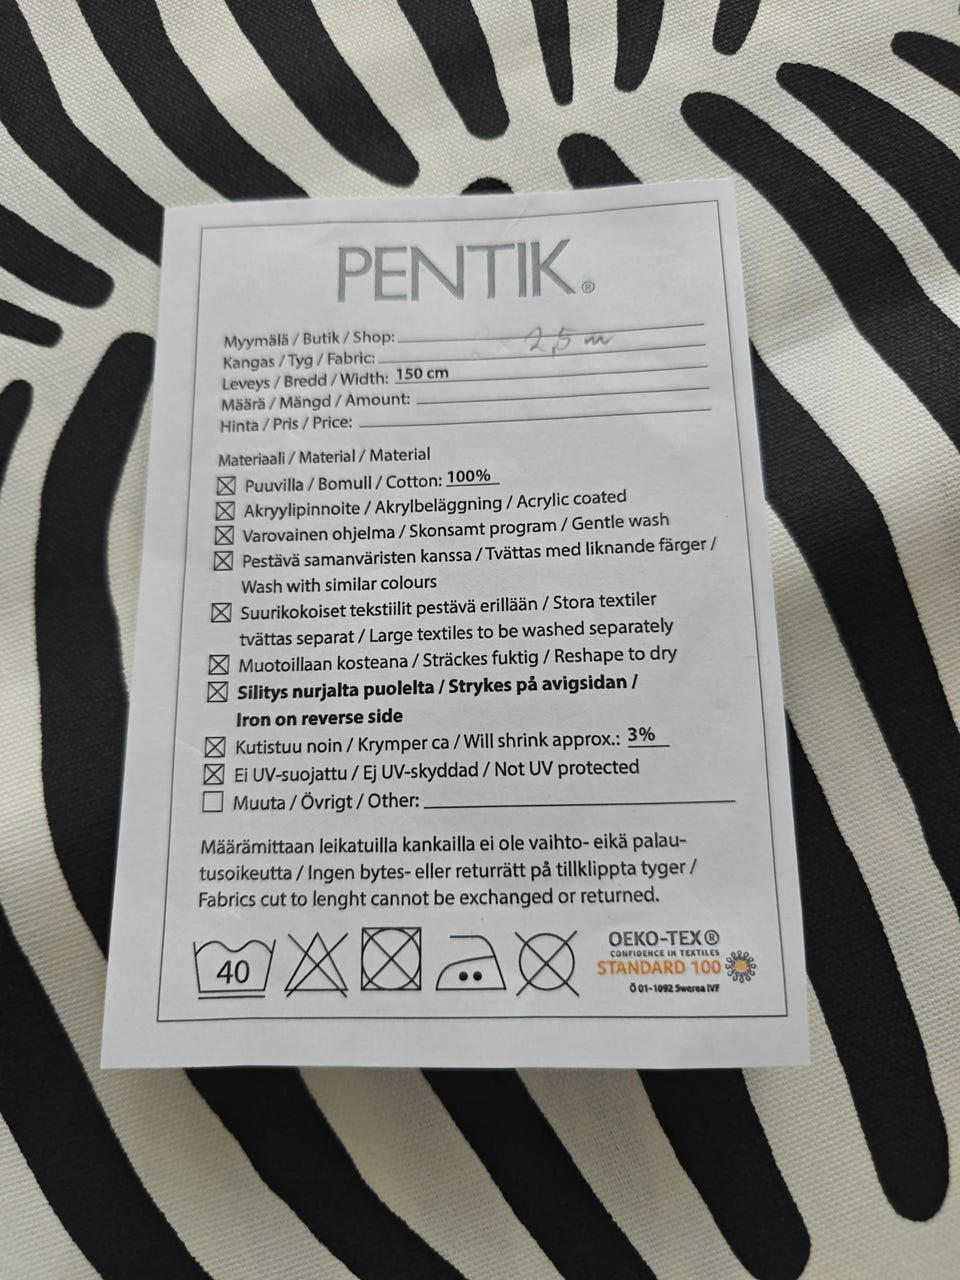 PENTIK®
Myymälä / Butik / Shop: 2,5 m
Kangas / Tyg / Fabric:
Leveys / Bredd / Width: 150 cm
Määrä / Mängd / Amount:
Hinta / Pris / Price:
Materiaali / Material / Material
Puuvilla / Bomull / Cotton: 100%
Akryylipinnoite / Akrylbeläggning / Acrylic coated
Varovainen ohjelma / Skonsamt program / Gentle wash
Pestävä samanväristen kanssa / Tvättas med liknande färger /
Wash with similar colours
Suurikokoiset tekstiilit pestävä erillään / Stora textiler
tvättas separat / Large textiles to be washed separately
Muotoillaan kosteana / Sträckes fuktig / Reshape to dry
Silitys nurjalta puolelta / Strykes på avigsidan /
Iron on reverse side
Kutistuu noin / Krymper ca / Will shrink approx.: 3%
Ei UV-suojattu / Ej UV-skyddad / Not UV protected
Muuta / Övrigt / Other:
Määrämittaan leikatuilla kankailla ei ole vaihto- eikä palau-
tusoikeutta / Ingen bytes- eller returrätt på tillklippta tyger /
Fabrics cut to lenght cannot be exchanged or returned.
40
OEKO-TEX®
CONFIDENCE IN TEXTILES
STANDARD 100
Ö 01-1092 Swerea IVF